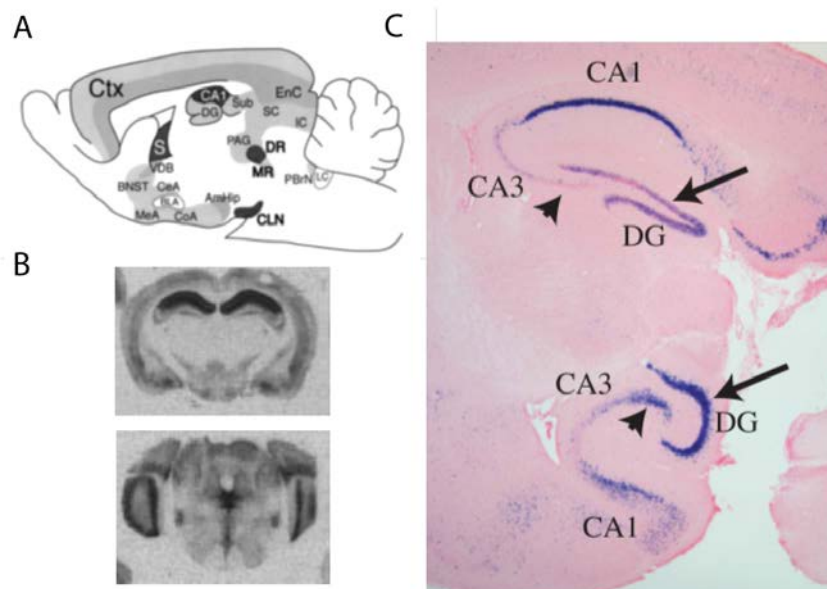 A
Ctx
CA1
DG
Sub
EnC
SC
IC
S
VDB
PAG
DR
MR
PBrN
LC
BNST
CeA
BLA
AmHip
MeA
CoA
CLN
B
C
CA1
CA3
DG
CA3
DG
CA1